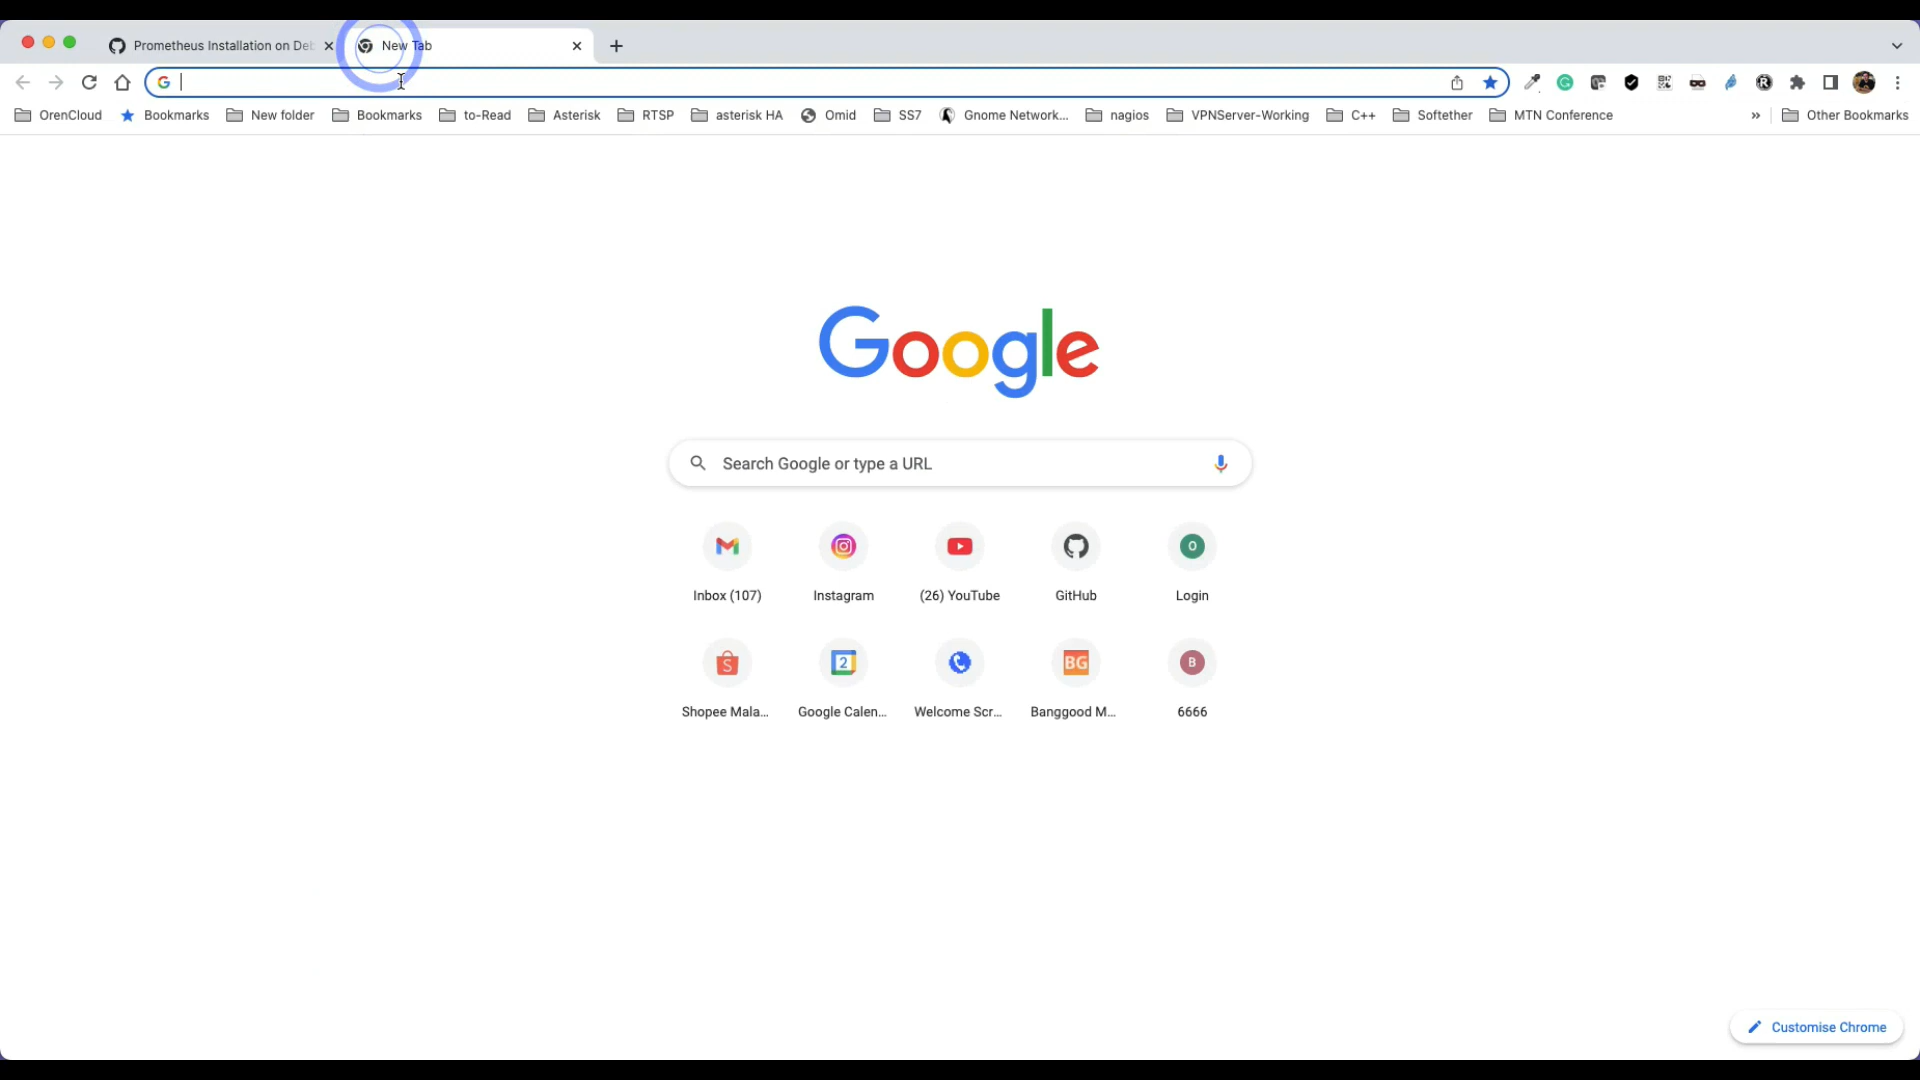 Prometheus Installation on Deb
New Tab
OrenCloud
Bookmarks
New folder
Bookmarks
to-Read
Asterisk
RTSP
asterisk HA
Omid
SS7
Gnome Network...
nagios
VPNServer-Working
C++
Softether
MTN Conference
»
Other Bookmarks
Google
Search Google or type a URL
Inbox (107)
Instagram
(26) YouTube
GitHub
O
Login
S
Shopee Mala...
2
Google Calen...
Welcome Scr...
BG
Banggood M...
B
6666
Customise Chrome